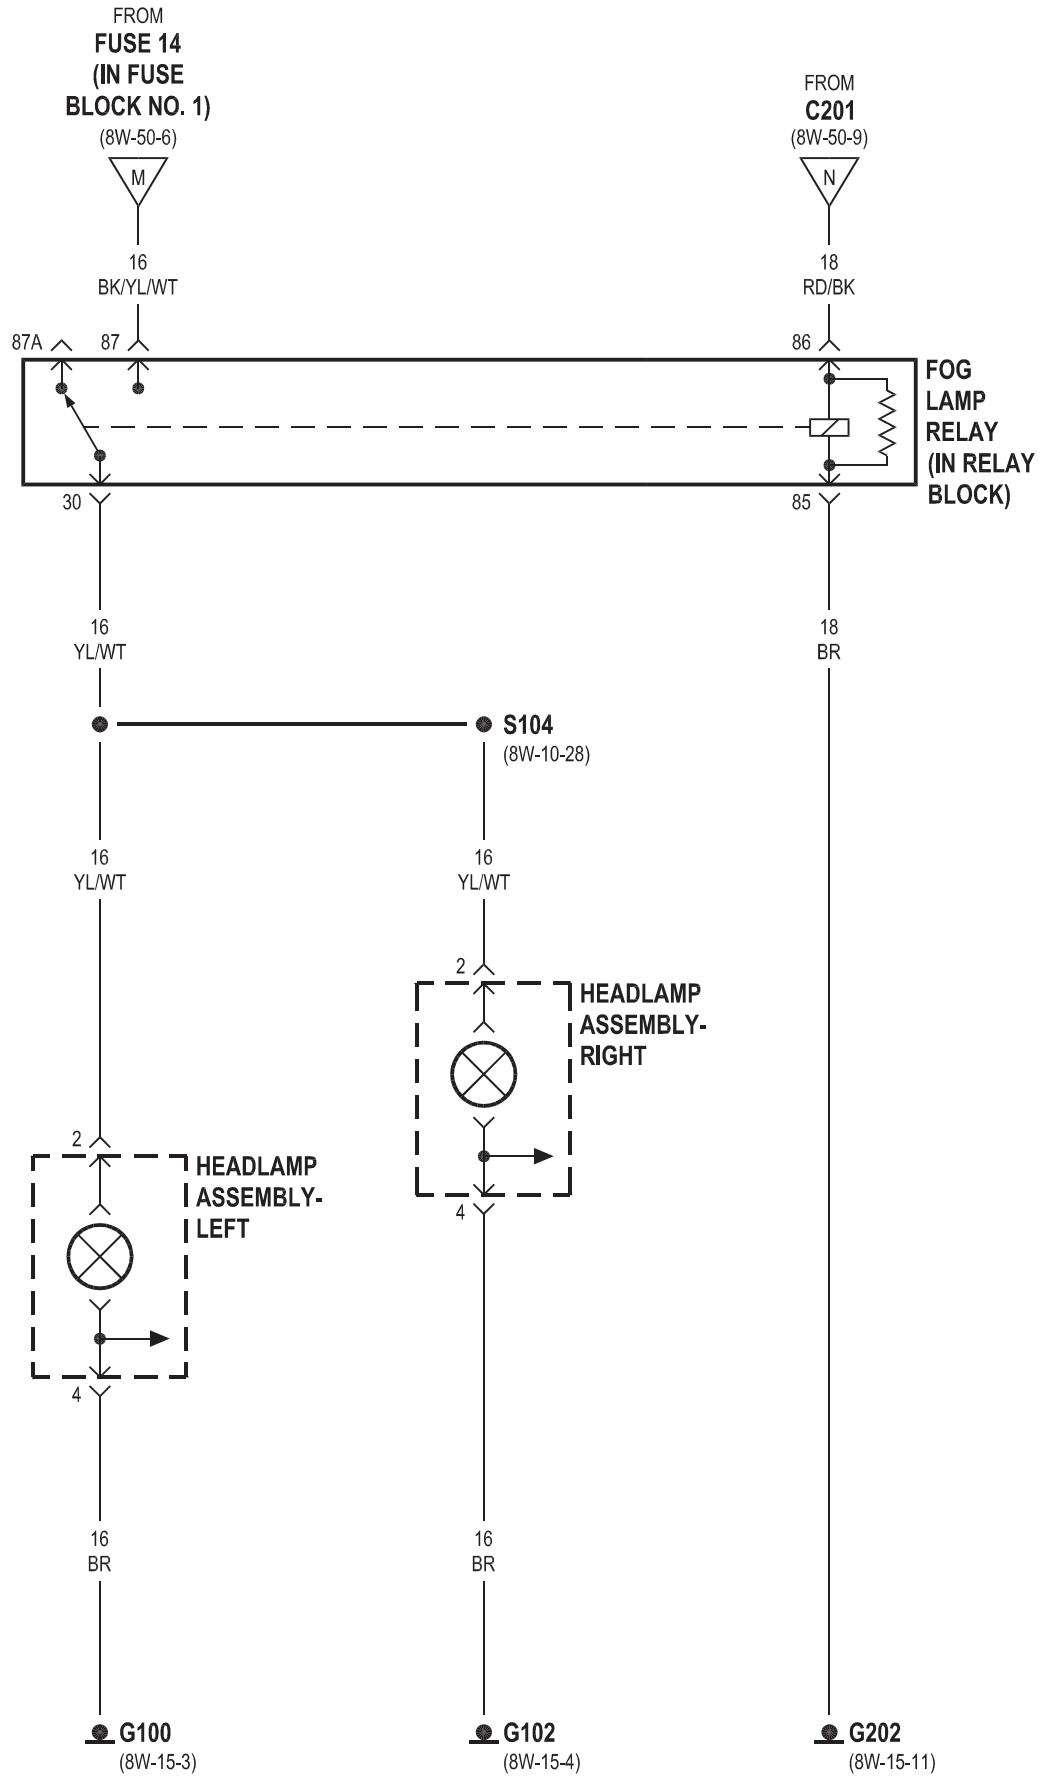 FROM
FUSE 14
(IN FUSE
BLOCK NO. 1)
(8W-50-6)
M
FROM
C201
(8W-50-9)
N
16
BK/YL/WT
18
RD/BK
87A
87
86
FOG
LAMP
RELAY
(IN RELAY
BLOCK)
30
85
16
YL/WT
18
BR
S104
(8W-10-28)
16
YL/WT
16
YL/WT
2
HEADLAMP
ASSEMBLY-
RIGHT
4
2
HEADLAMP
ASSEMBLY-
LEFT
4
16
BR
16
BR
G100
(8W-15-3)
G102
(8W-15-4)
G202
(8W-15-11)